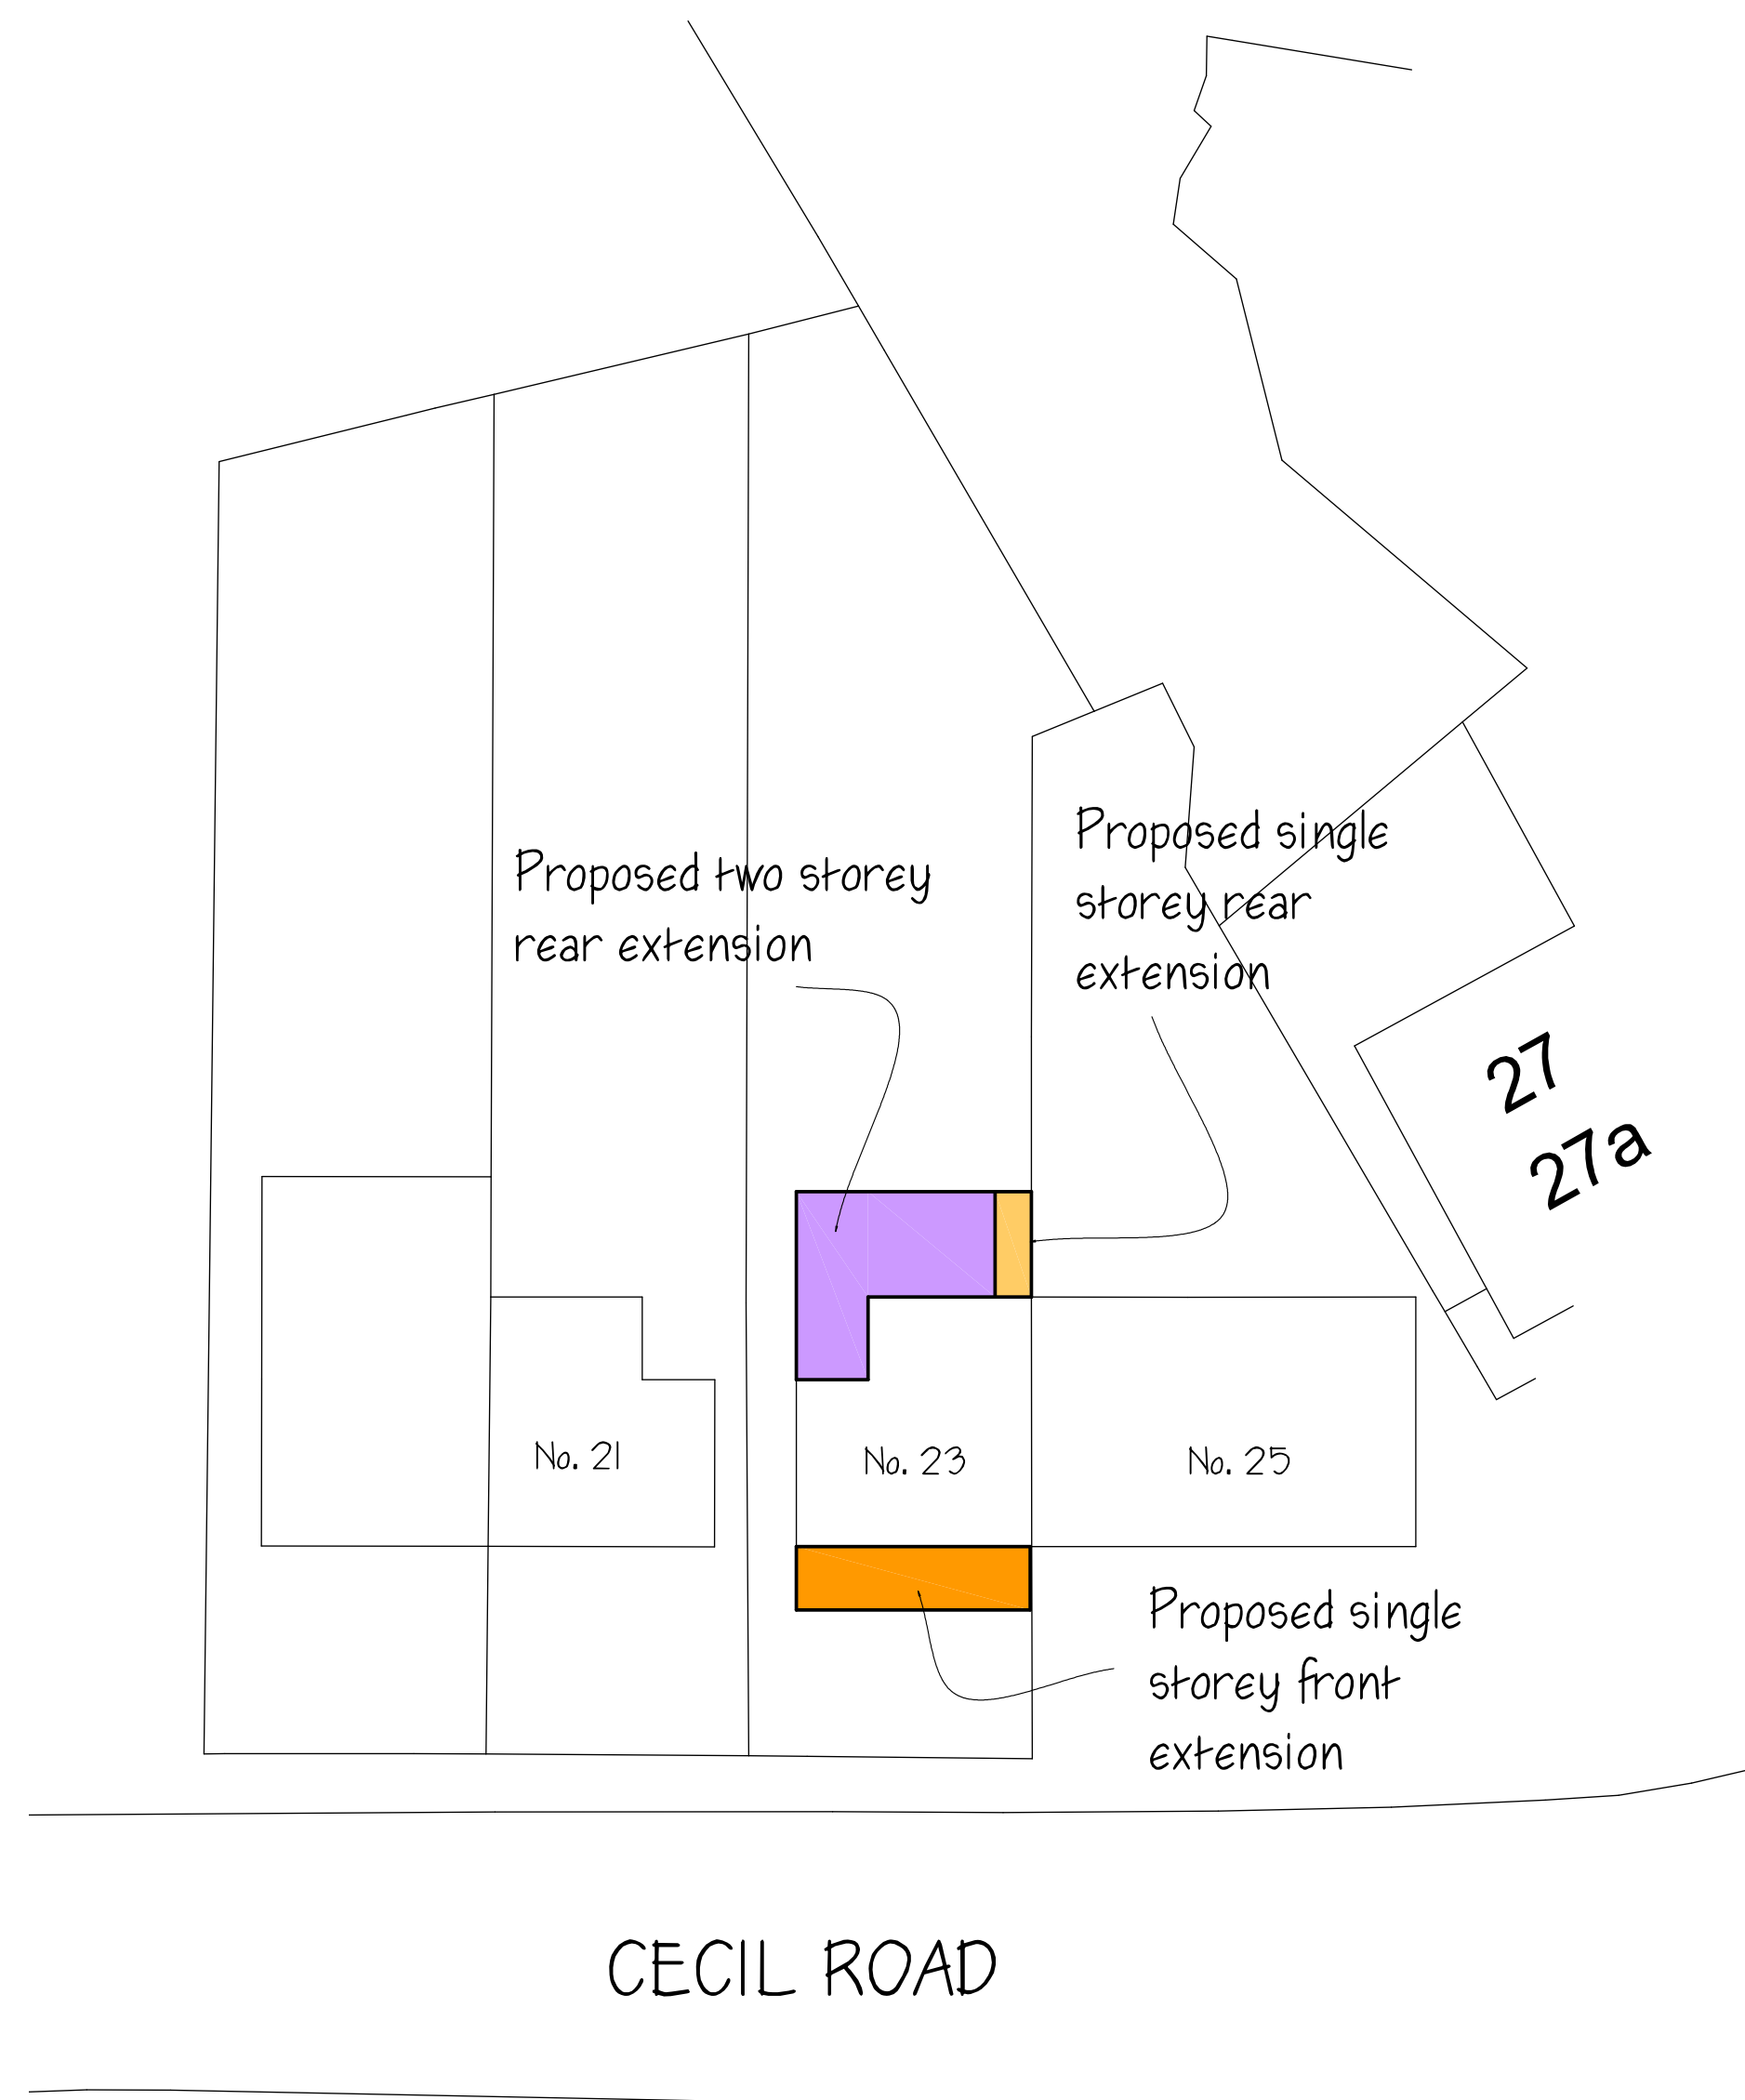 Proposed two storey
rear extension
Proposed single
storey rear
extension
27
27a
No. 21
No. 23
No. 25
Proposed single
storey front
extension
CECIL ROAD